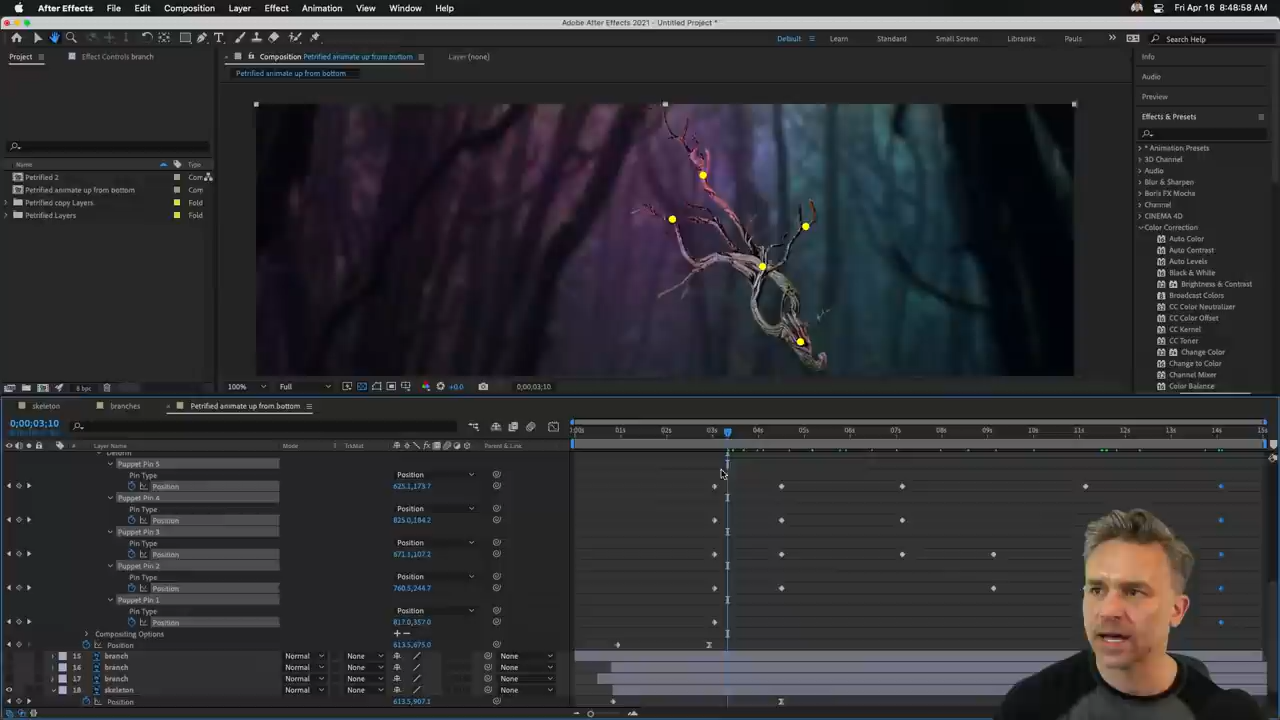 After Effects File Edit Composition Layer Effect Animation View Window Help Fri Apr 16 8:48:58 AM
Adobe After Effects 2021 - Untitled Project *
Default Learn Standard Small Screen Libraries Pauls Search Help
Project Effect Controls branch Composition Petrified animate up from bottom Layer (none) Info
Petrified animate up from bottom Audio
Preview
Effects & Presets
* Animation Presets
3D Channel
Name Type
Petrified 2 Com
Petrified animate up from bottom Com
Petrified copy Layers Fold
Petrified Layers Fold
Audio
Blur & Sharpen
Boris FX Mocha
Channel
CINEMA 4D
Color Correction
Auto Color
Auto Contrast
Auto Levels
Black & White
Brightness & Contrast
Broadcast Colors
CC Color Neutralizer
CC Color Offset
CC Kernel
CC Toner
Change Color
Change to Color
Channel Mixer
Color Balance
8 bpc 100% Full +0.0 0;00;03;10
skeleton branches Petrified animate up from bottom
0;00;03;10
Layer Name Mode TrkMat Parent & Link
:00s 01s 02s 03s 04s 05s 06s 07s 08s 09s 10s 11s 12s 13s 14s 15s
Deform
Puppet Pin 5
Pin Type Position
Position 625.1,173.7
Puppet Pin 4
Pin Type Position
Position 825.0,184.2
Puppet Pin 3
Pin Type Position
Position 671.1,107.2
Puppet Pin 2
Pin Type Position
Position 760.5,244.7
Puppet Pin 1
Pin Type Position
Position 817.0,357.0
Compositing Options
Position 613.5,675.0
15 branch Normal None None
16 branch Normal None None
17 branch Normal None None
18 skeleton Normal None None
Position 613.5,907.1